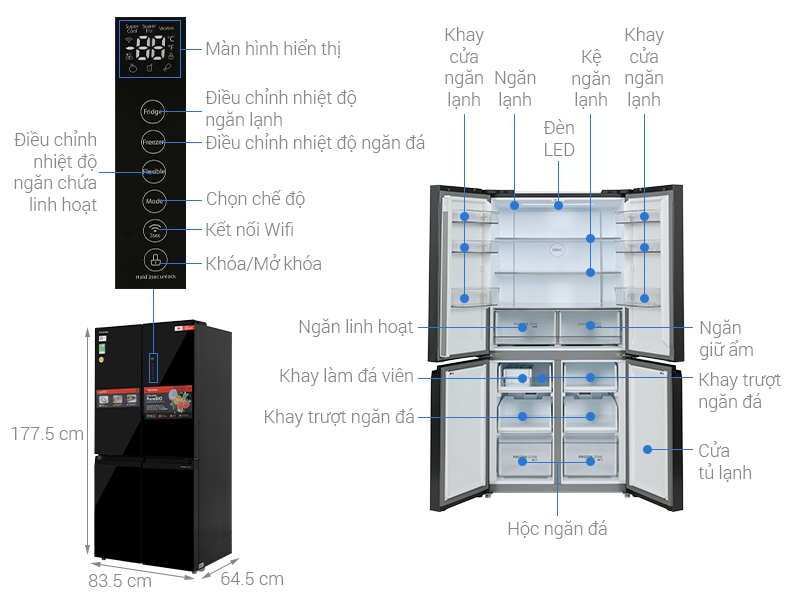 Super
Cool
Super
Frz
Vacation
-88
°C
°F
Màn hình hiển thị
Fridge
Điều chỉnh nhiệt độ
ngăn lạnh
Freezer
Điều chỉnh nhiệt độ ngăn đá
Điều chỉnh
nhiệt độ
ngăn chứa
linh hoạt
Flexible
Mode
Chọn chế độ
3sec
Kết nối Wifi
Khóa/Mở khóa
Hold 3sec unlock
177.5 cm
83.5 cm
64.5 cm
Khay
cửa
ngăn
lạnh
Ngăn
lạnh
Kệ
ngăn
lạnh
Khay
cửa
ngăn
lạnh
Đèn
LED
Ngăn linh hoạt
Ngăn
giữ ẩm
Khay làm đá viên
Khay trượt
ngăn đá
Khay trượt ngăn đá
Cửa
tủ lạnh
Hộc ngăn đá
PureBIO